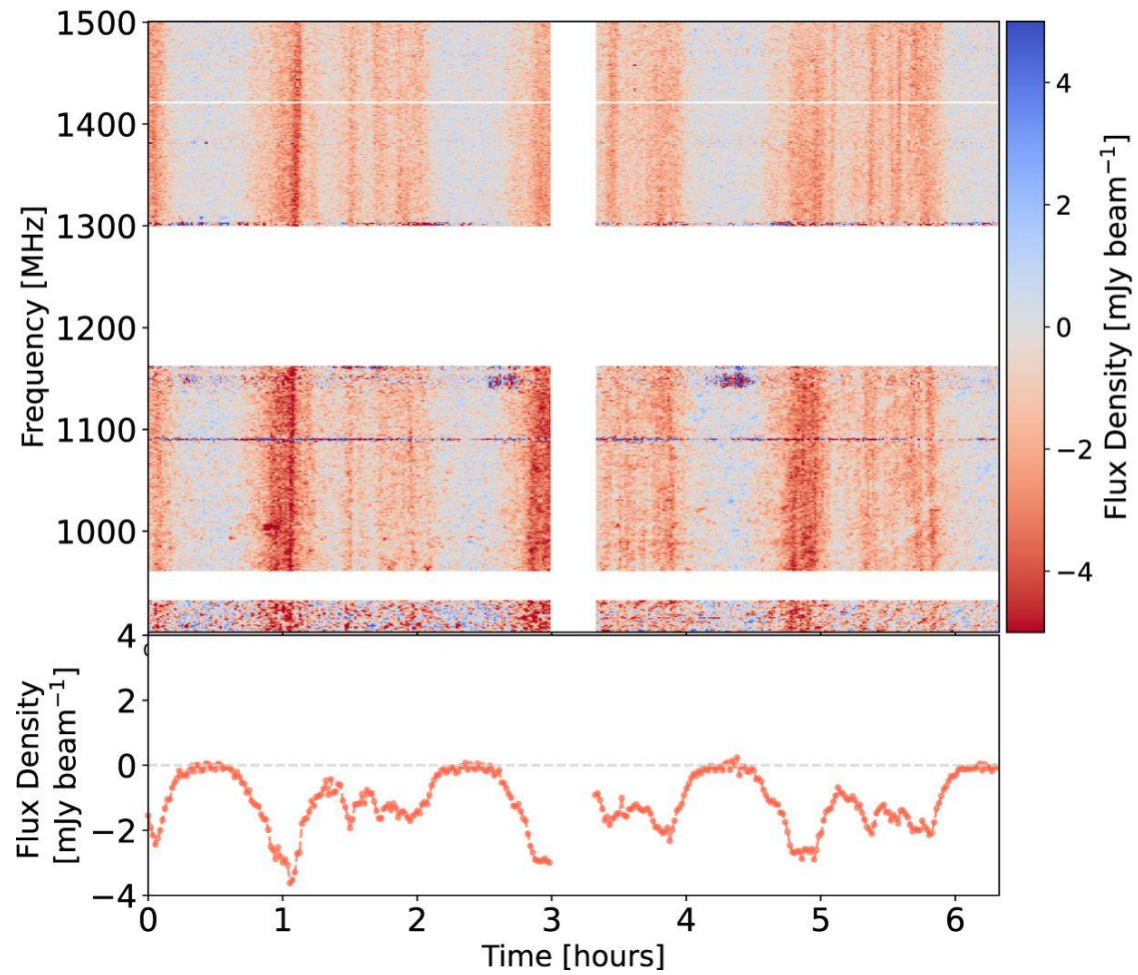 1500
1400
1300
1200
1100
1000
Frequency [MHz]
4
2
0
−2
−4
Flux Density [mJy beam⁻¹]
4
2
0
−2
−4
Flux Density
[mJy beam⁻¹]
0 1 2 3 4 5 6
Time [hours]